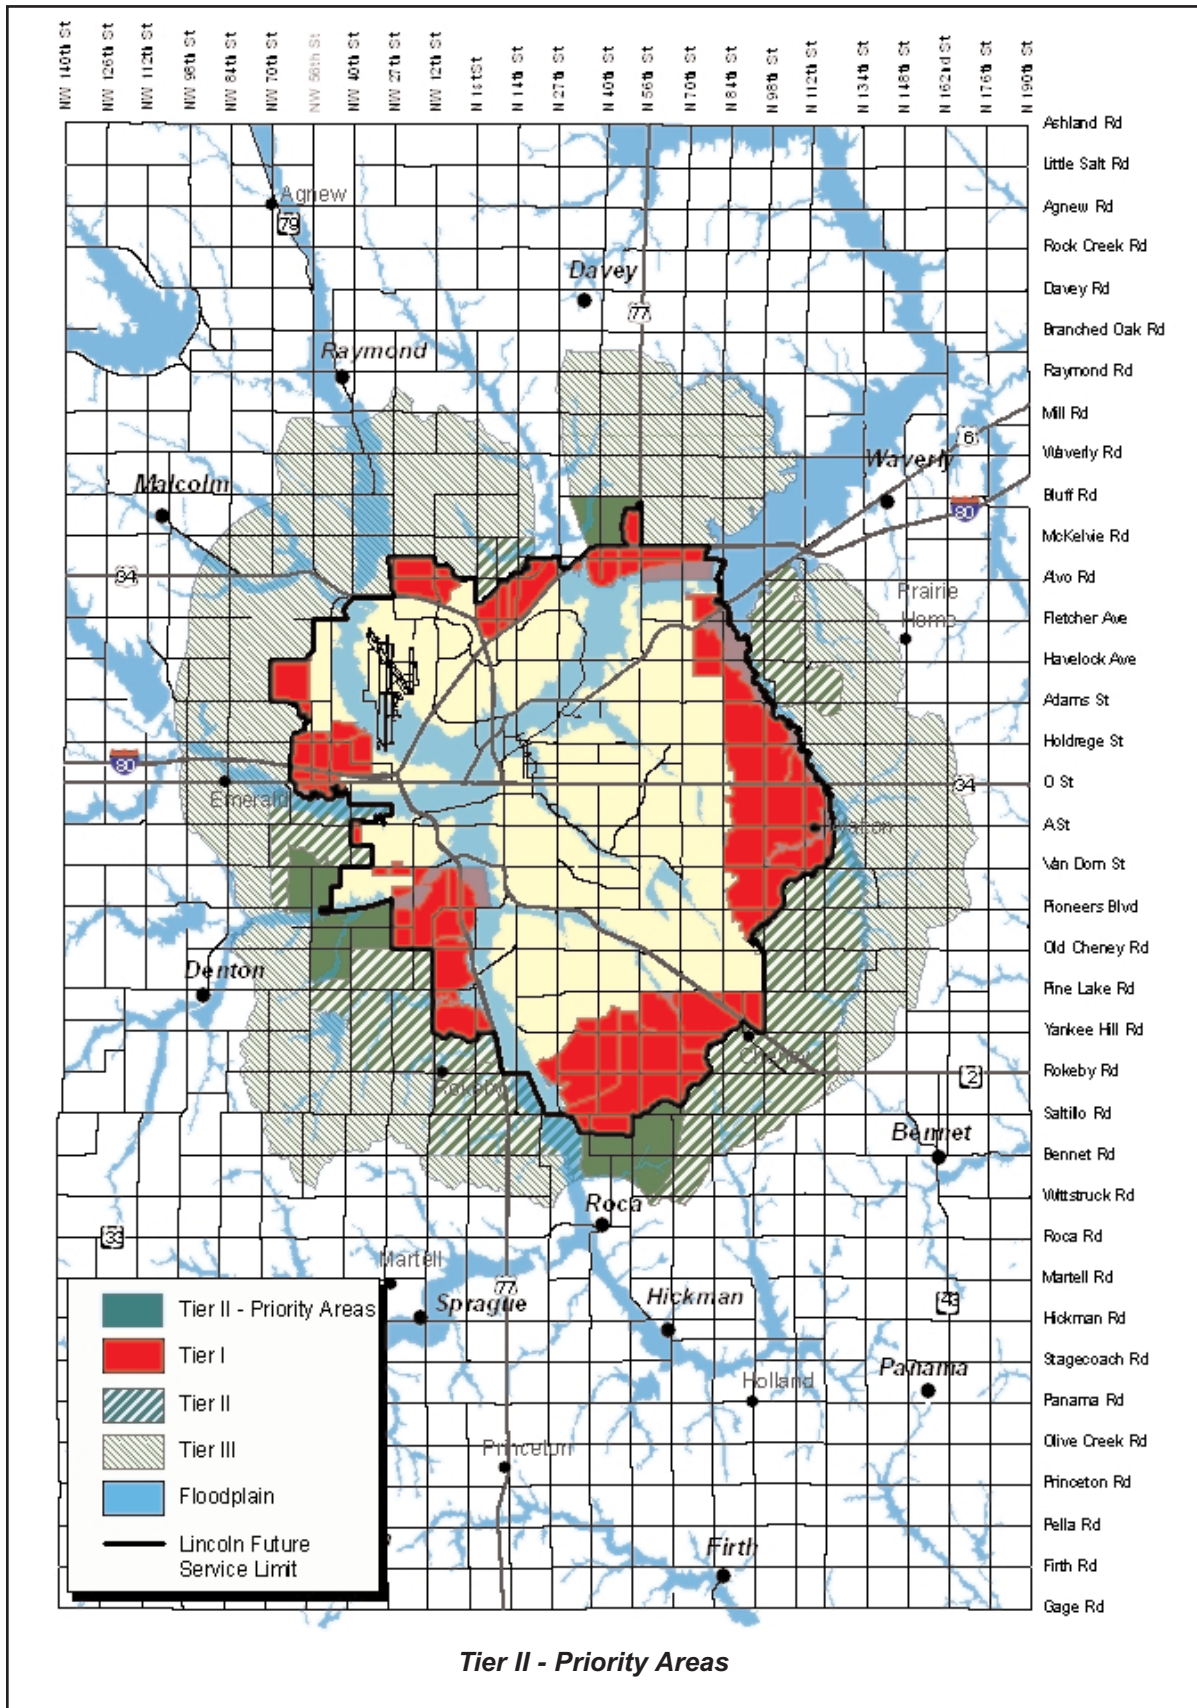 NW 140th St
NW 126th St
NW 112th St
NW 98th St
NW 84th St
NW 70th St
NW 56th St
NW 40th St
NW 27th St
NW 12th St
N 1st St
N 14th St
N 27th St
N 40th St
N 56th St
N 70th St
N 84th St
N 98th St
N 112th St
N 134th St
N 148th St
N 162nd St
N 176th St
N 190th St
Ashland Rd
Little Salt Rd
Agnew Rd
Rock Creek Rd
Davey Rd
Branched Oak Rd
Raymond Rd
Mill Rd
Waverly Rd
Bluff Rd
McKelvie Rd
Alvo Rd
Fletcher Ave
Havelock Ave
Adams St
Holdrege St
O St
A St
Van Dorn St
Pioneers Blvd
Old Cheney Rd
Pine Lake Rd
Yankee Hill Rd
Rokeby Rd
Saltillo Rd
Bennet Rd
Wittstruck Rd
Roca Rd
Martell Rd
Hickman Rd
Stagecoach Rd
Panama Rd
Olive Creek Rd
Princeton Rd
Pella Rd
Firth Rd
Gage Rd
Agnew
79
Davey
77
Raymond
6
Waverly
Malcolm
80
34
Prairie
Home
80
Emerald
34
Walton
Denton
Cheney
Rokeby
2
Bennet
Roca
33
Martell
77
Sprague
Hickman
43
Panama
Holland
Princeton
Firth
Tier II - Priority Areas
Tier I
Tier II
Tier III
Floodplain
Lincoln Future
Service Limit
Tier II - Priority Areas